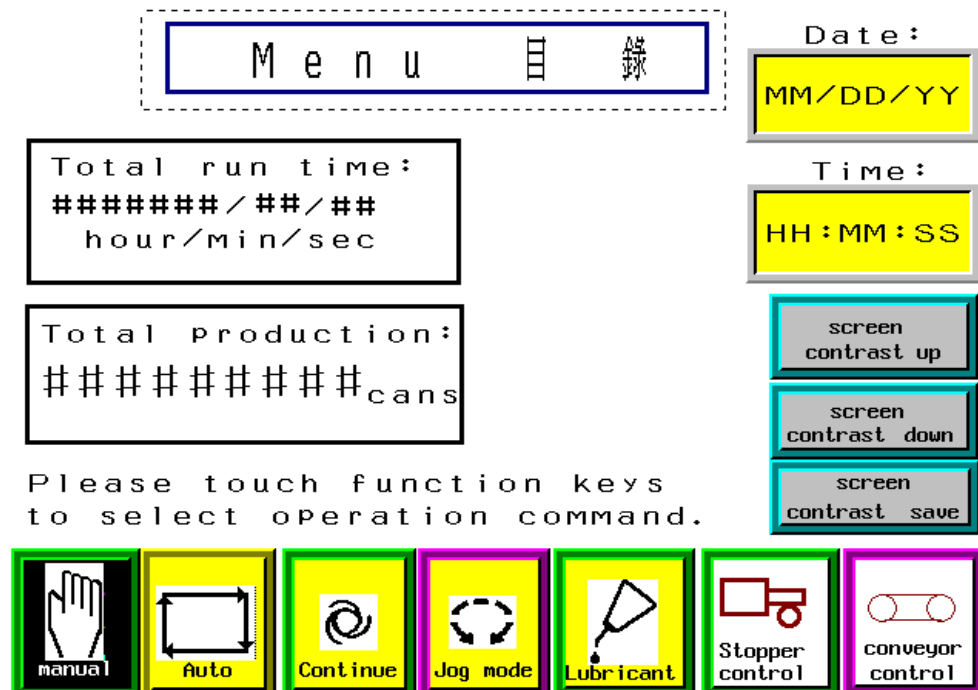 Menu 目錄
Date:
MM/DD/YY
Total run time:
#######/##/##
hour/min/sec
Time:
HH:MM:SS
Total production:
#########cans
screen
contrast up
screen
contrast down
screen
contrast save
Please touch function keys
to select operation command.
manual
Auto
Continue
Jog mode
Lubricant
Stopper
control
conveyor
control